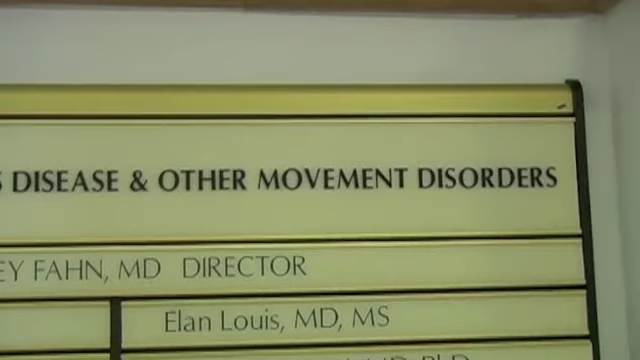 S DISEASE & OTHER MOVEMENT DISORDERS
EY FAHN, MD DIRECTOR
Elan Louis, MD, MS